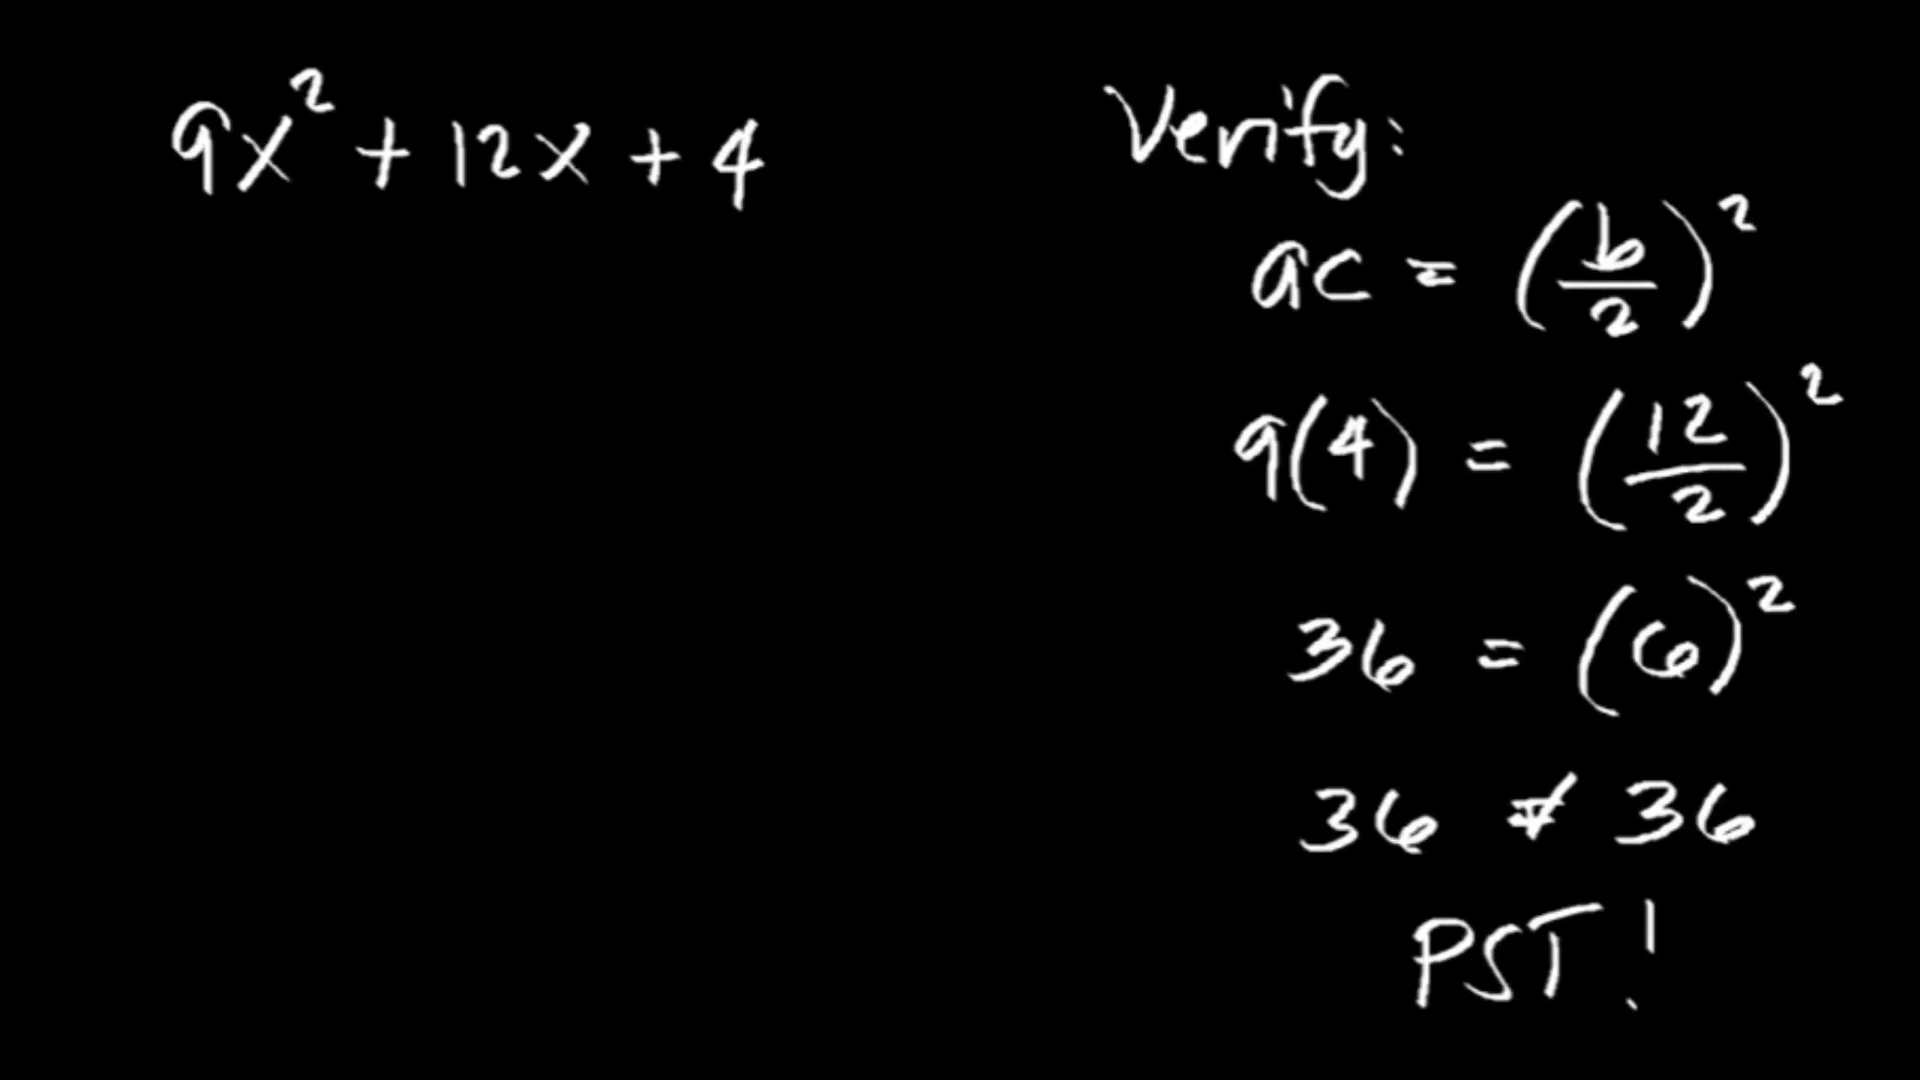 9x² + 12x + 4
Verify:
ac = (b/2)²
9(4) = (12/2)²
36 = (6)²
36 ≠ 36
PST!